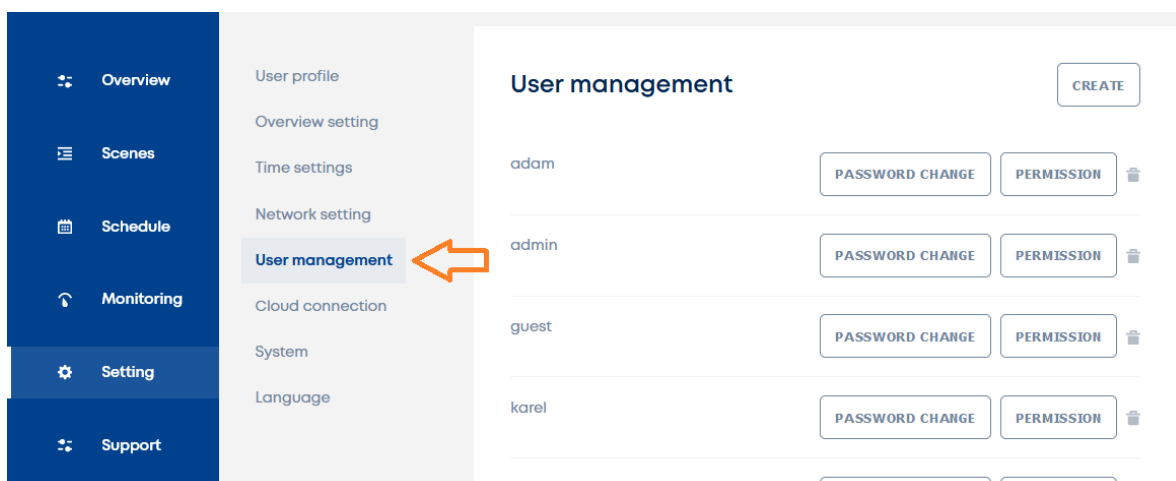 Overview
Scenes
Schedule
Monitoring
Setting
Support
User profile
Overview setting
Time settings
Network setting
User management
Cloud connection
System
Language
User management
CREATE
adam
PASSWORD CHANGE
PERMISSION
admin
PASSWORD CHANGE
PERMISSION
guest
PASSWORD CHANGE
PERMISSION
karel
PASSWORD CHANGE
PERMISSION